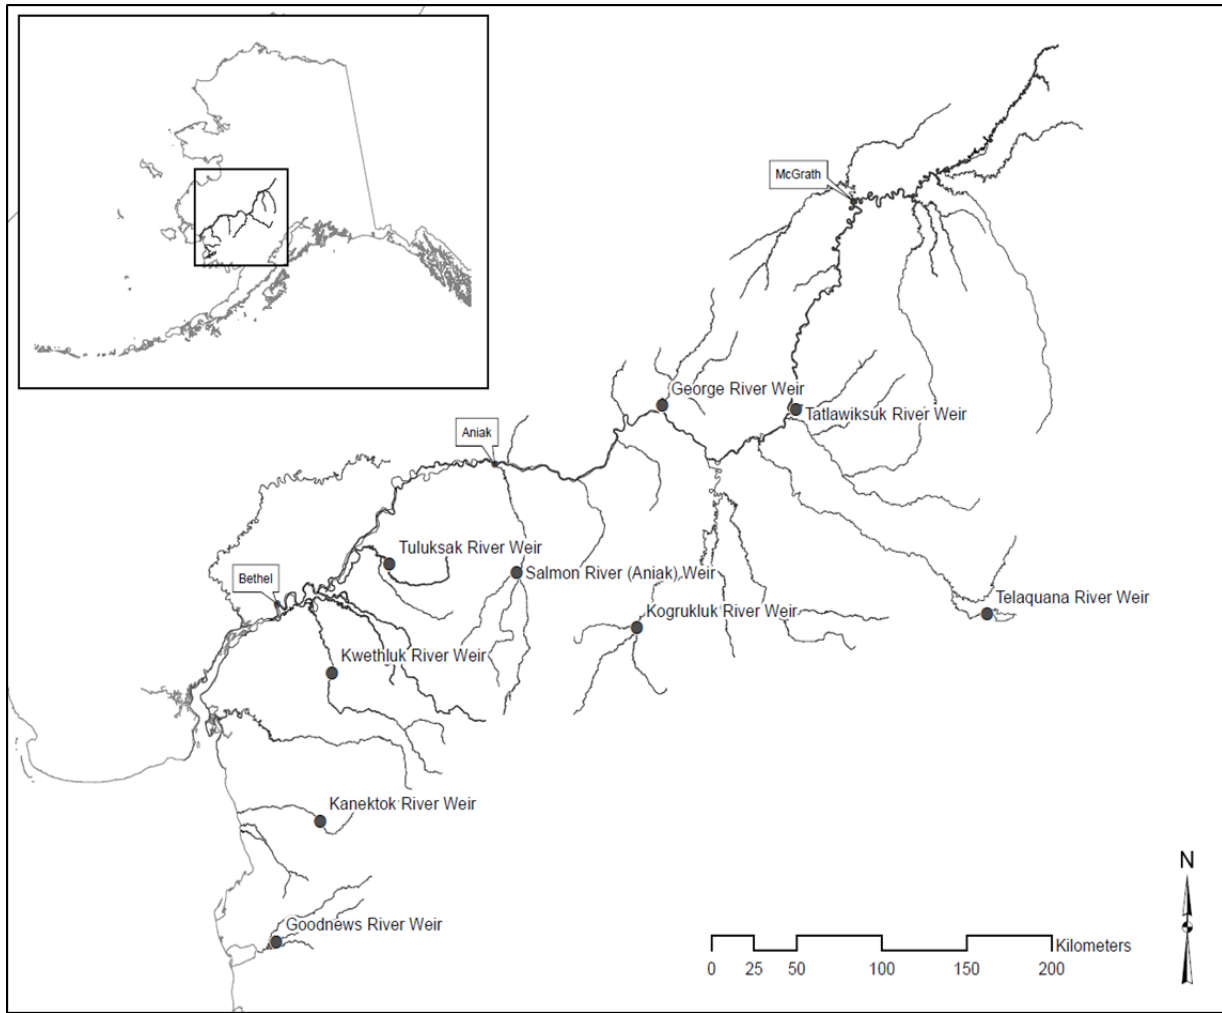 McGrath
George River Weir
Tatlawiksuk River Weir
Aniak
Tuluksak River Weir
Salmon River (Aniak) Weir
Bethel
Kogrukluk River Weir
Telaquana River Weir
Kwethluk River Weir
Kanektok River Weir
Goodnews River Weir
N
Kilometers
0 25 50 100 150 200